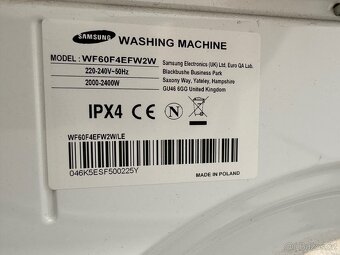 SAMSUNG WASHING MACHINE
MODEL: WF60F4EFW2W
220-240V~50Hz
2000-2400W
Samsung Electronics (UK) Ltd, Euro QA Lab.
Blackbushe Business Park
Saxony Way, Yateley, Hampshire
GU46 6GG United Kingdom
IPX4 CE N
WF60F4EFW2W/LE
046K5ESF500225Y
MADE IN POLAND